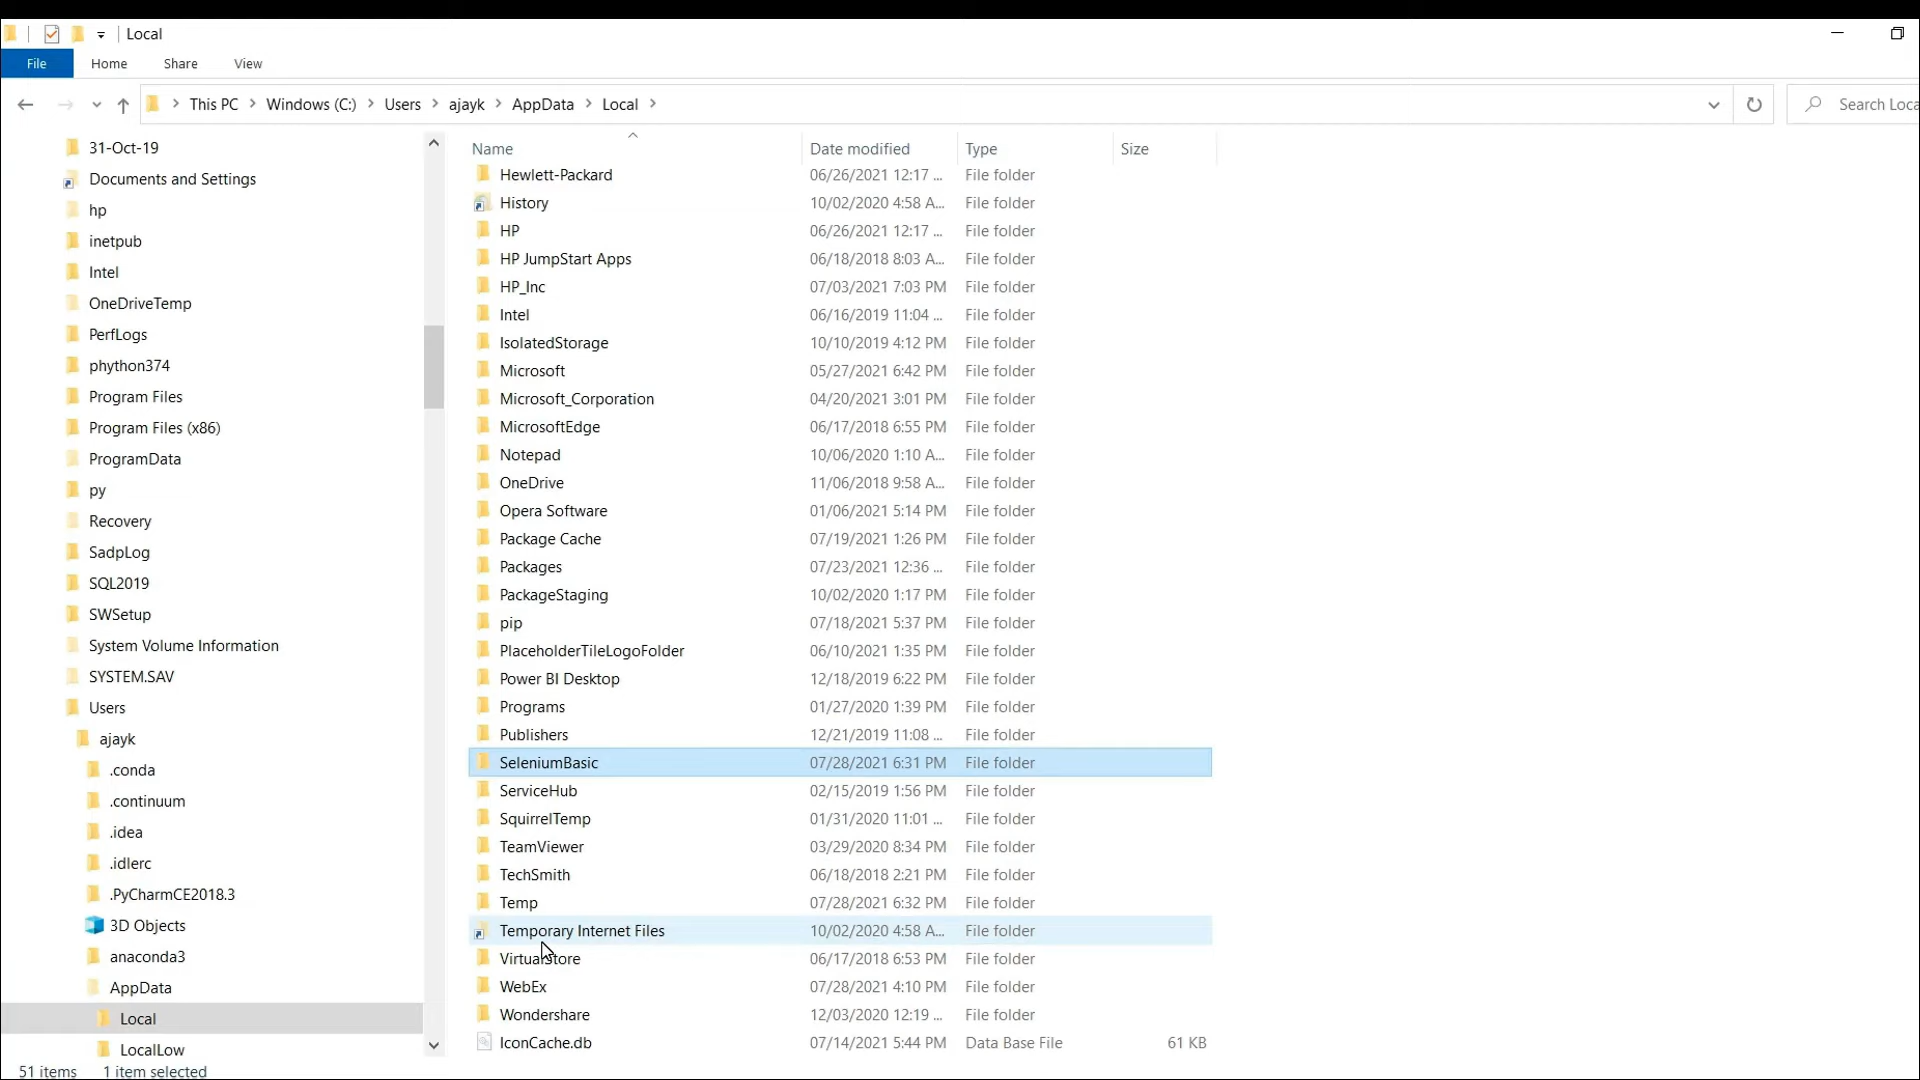 Local
File Home Share View
This PC Windows (C:) Users ajayk AppData Local Search Loca
31-Oct-19
Documents and Settings
hp
inetpub
Intel
OneDriveTemp
PerfLogs
phython374
Program Files
Program Files (x86)
ProgramData
py
Recovery
SadpLog
SQL2019
SWSetup
System Volume Information
SYSTEM.SAV
Users
ajayk
.conda
.continuum
.idea
.idlerc
.PyCharmCE2018.3
3D Objects
anaconda3
AppData
Local
LocalLow
Name Date modified Type Size
Hewlett-Packard 06/26/2021 12:17 ... File folder
History 10/02/2020 4:58 A... File folder
HP 06/26/2021 12:17 ... File folder
HP JumpStart Apps 06/18/2018 8:03 A... File folder
HP_Inc 07/03/2021 7:03 PM File folder
Intel 06/16/2019 11:04 ... File folder
IsolatedStorage 10/10/2019 4:12 PM File folder
Microsoft 05/27/2021 6:42 PM File folder
Microsoft_Corporation 04/20/2021 3:01 PM File folder
MicrosoftEdge 06/17/2018 6:55 PM File folder
Notepad 10/06/2020 1:10 A... File folder
OneDrive 11/06/2018 9:58 A... File folder
Opera Software 01/06/2021 5:14 PM File folder
Package Cache 07/19/2021 1:26 PM File folder
Packages 07/23/2021 12:36 ... File folder
PackageStaging 10/02/2020 1:17 PM File folder
pip 07/18/2021 5:37 PM File folder
PlaceholderTileLogoFolder 06/10/2021 1:35 PM File folder
Power BI Desktop 12/18/2019 6:22 PM File folder
Programs 01/27/2020 1:39 PM File folder
Publishers 12/21/2019 11:08 ... File folder
SeleniumBasic 07/28/2021 6:31 PM File folder
ServiceHub 02/15/2019 1:56 PM File folder
SquirrelTemp 01/31/2020 11:01 ... File folder
TeamViewer 03/29/2020 8:34 PM File folder
TechSmith 06/18/2018 2:21 PM File folder
Temp 07/28/2021 6:32 PM File folder
Temporary Internet Files 10/02/2020 4:58 A... File folder
VirtualStore 06/17/2018 6:53 PM File folder
WebEx 07/28/2021 4:10 PM File folder
Wondershare 12/03/2020 12:19 ... File folder
IconCache.db 07/14/2021 5:44 PM Data Base File 61 KB
51 items 1 item selected